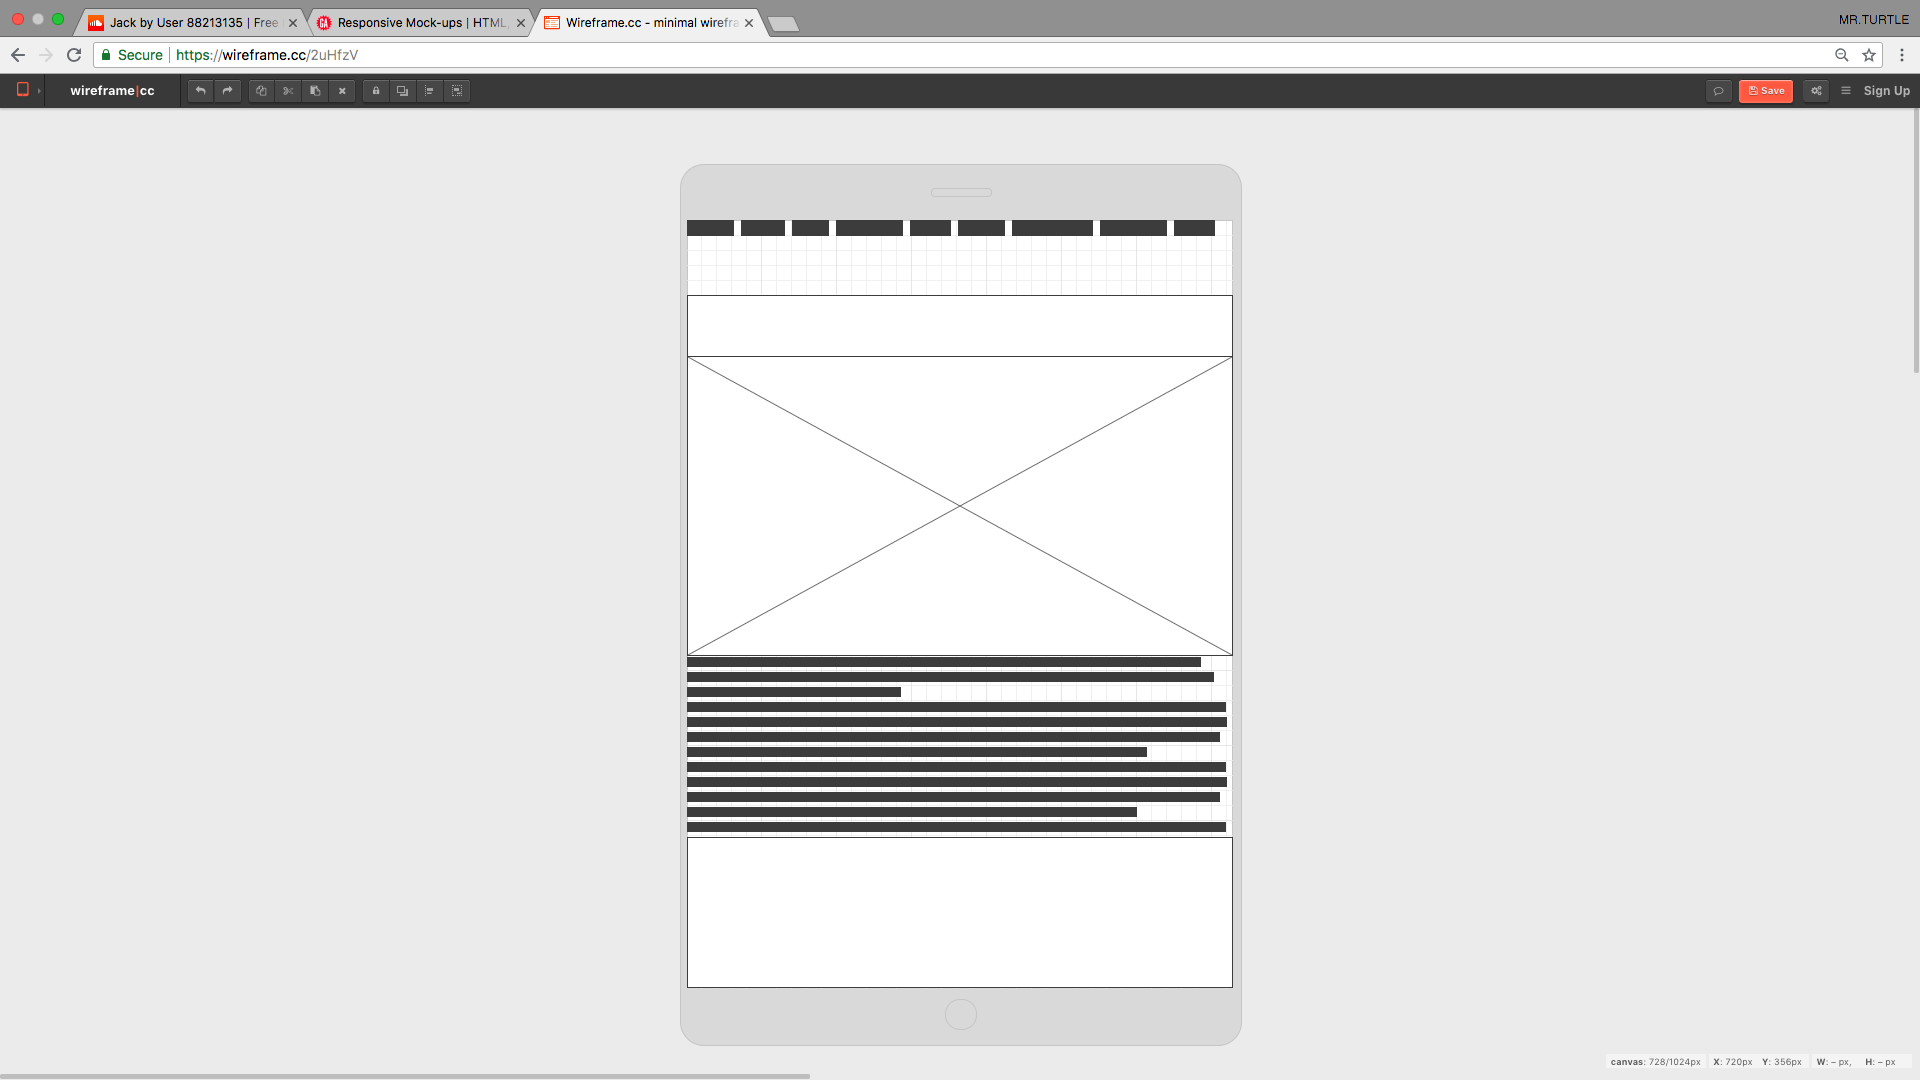 Jack by User 88213135 | Free
Responsive Mock-ups | HTML,
Wireframe.cc - minimal wirefra
MR.TURTLE
Secure
https://wireframe.cc/2uHfzV
wireframe|cc
Save
Sign Up
canvas: 728/1024px X: 720px Y: 356px W: – px, H: – px